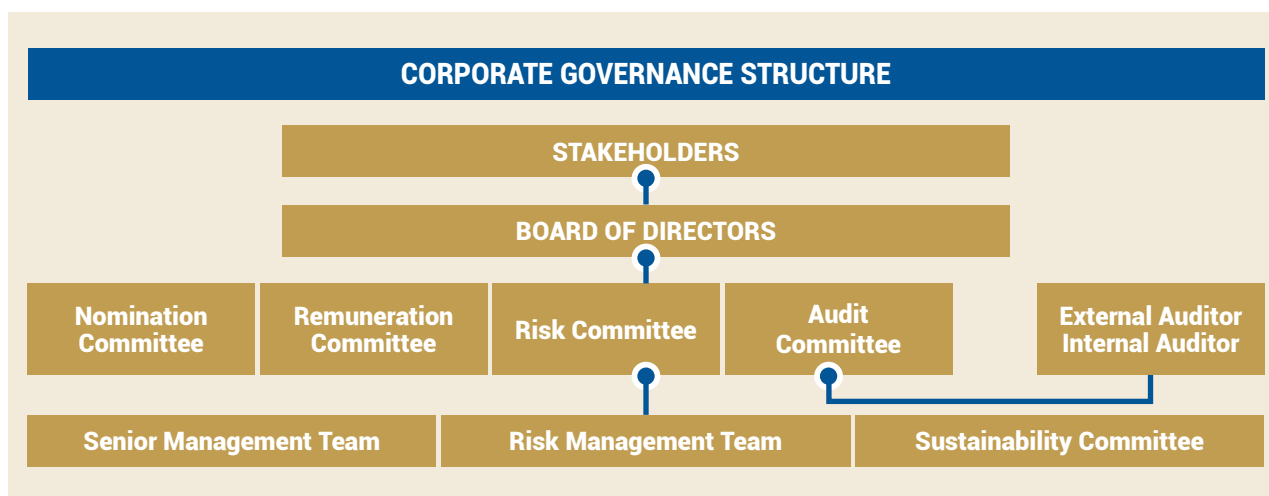 CORPORATE GOVERNANCE STRUCTURE
STAKEHOLDERS
BOARD OF DIRECTORS
Nomination
Committee
Remuneration
Committee
Risk Committee
Audit
Committee
External Auditor
Internal Auditor
Senior Management Team
Risk Management Team
Sustainability Committee